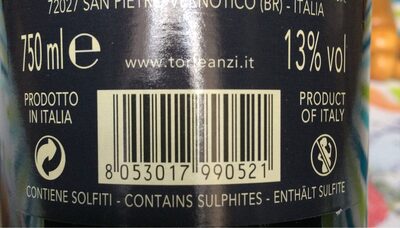 72027 SAN PIETRO VERNOTICO (BR) - ITALIA
750 ml e
www.torleanzi.it
13% vol
PRODOTTO
IN ITALIA
PRODUCT
OF ITALY
8 053017 990521
CONTIENE SOLFITI - CONTAINS SULPHITES - ENTHÄLT SULFITE